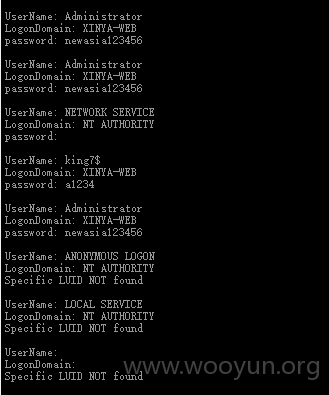 UserName: Administrator
LogonDomain: XINYA-WEB
password: newasia123456
UserName: Administrator
LogonDomain: XINYA-WEB
password: newasia123456
UserName: NETWORK SERVICE
LogonDomain: NT AUTHORITY
password:
UserName: king7$
LogonDomain: XINYA-WEB
password: a1234
UserName: Administrator
LogonDomain: XINYA-WEB
password: newasia123456
UserName: ANONYMOUS LOGON
LogonDomain: NT AUTHORITY
Specific LUID NOT found
UserName: LOCAL SERVICE
LogonDomain: NT AUTHORITY
Specific LUID NOT found
UserName:
LogonDomain:
Specific LUID NOT found
www.wooyun.org